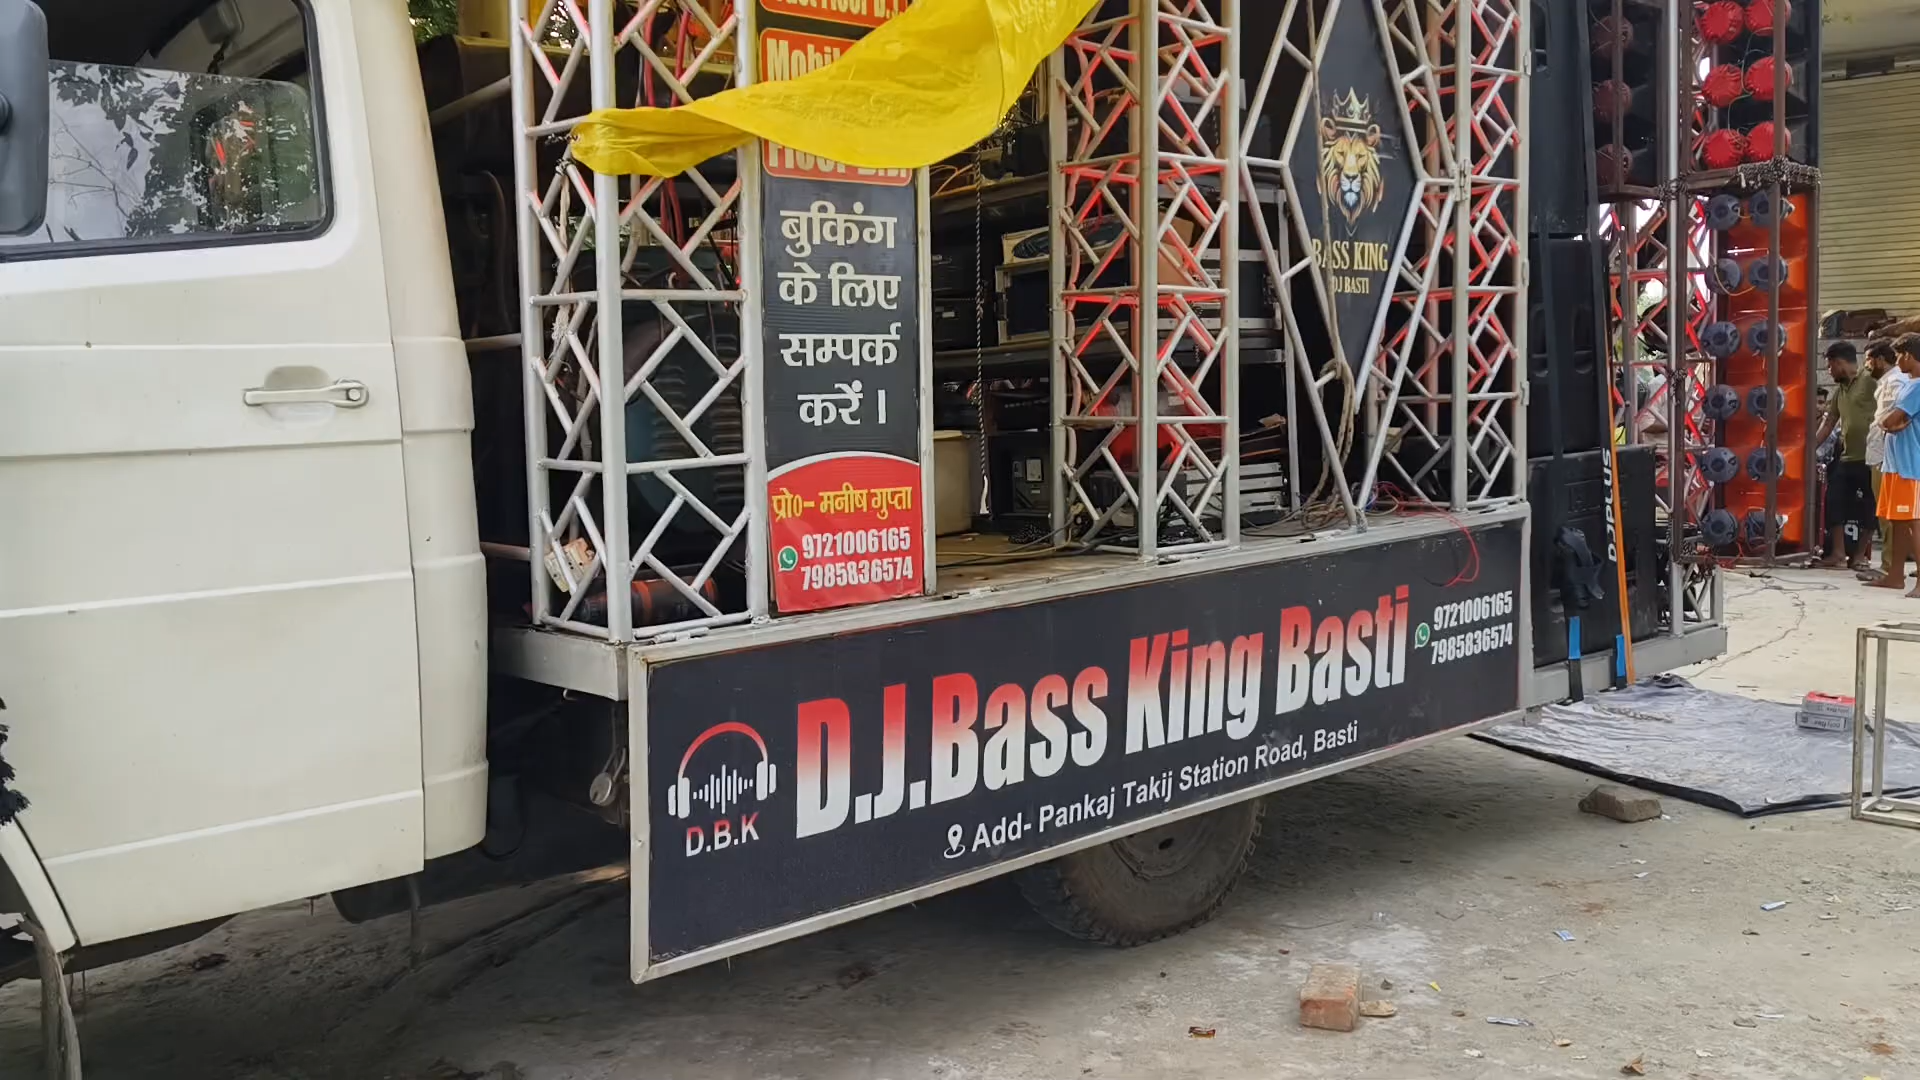 Mobile
बुकिंग
के लिए
सम्पर्क
करें ।
प्रो०- मनीष गुप्ता
9721006165
7985836574
BASS KING
DJ BASTI
D.B.K
D.J.Bass King Basti
Add- Pankaj Takij Station Road, Basti
9721006165
7985836574
DJPLUS